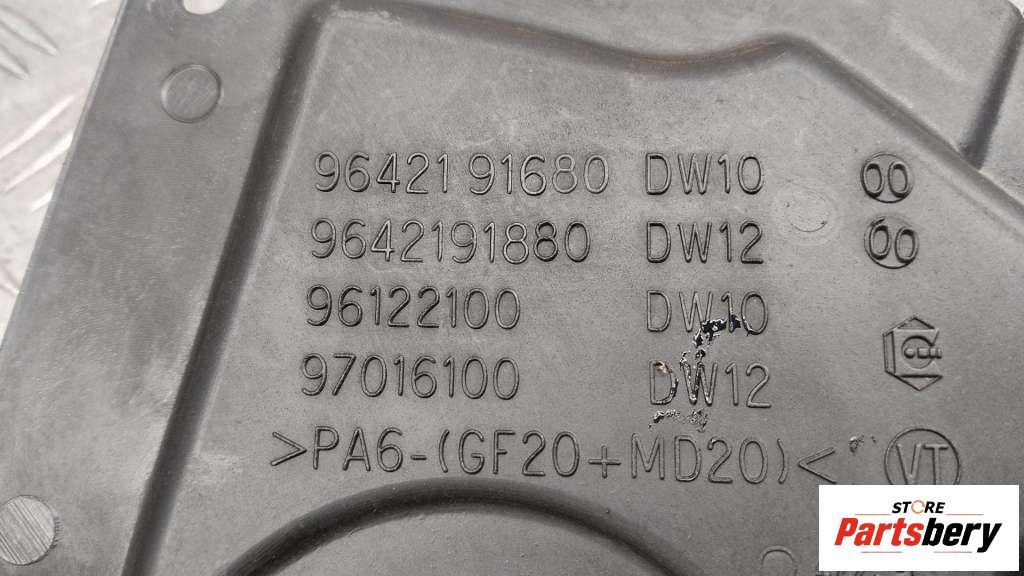 9642191680 DW10 00
9642191880 DW12 00
96122100 DW10
97016100 DW12
>PA6-(GF20+MD20)< VT
STORE
Partsbery